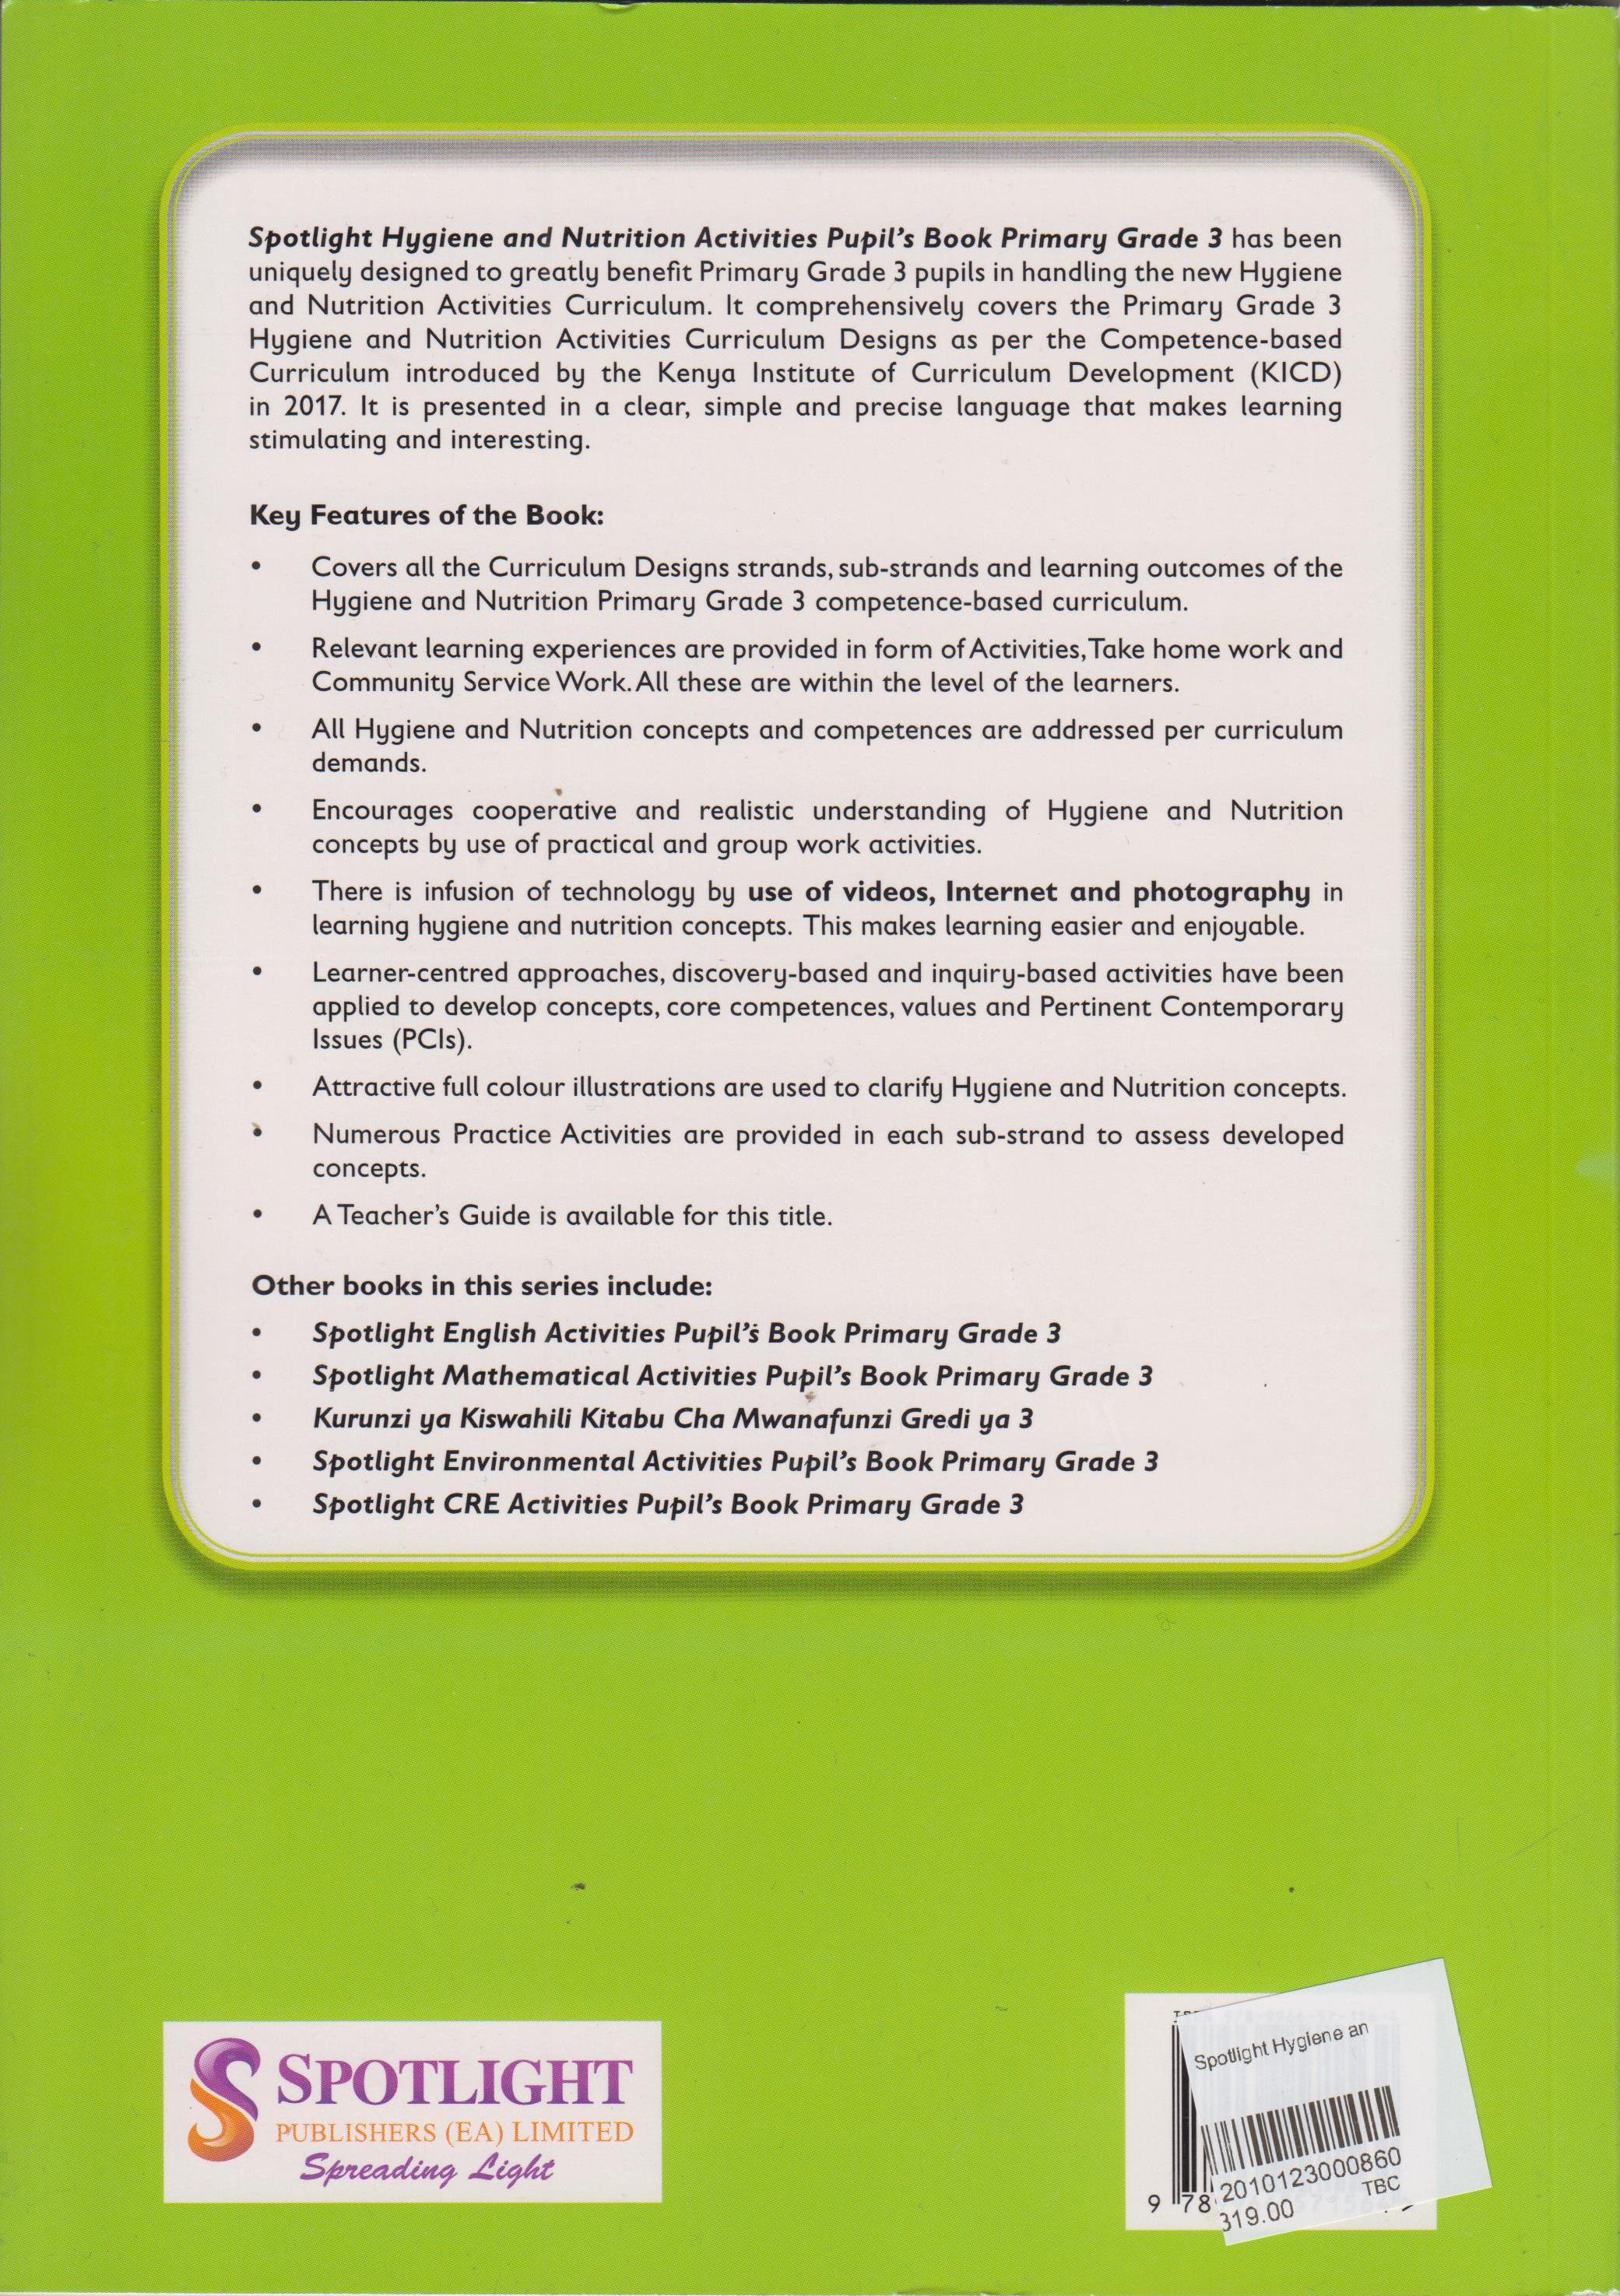 Spotlight Hygiene and Nutrition Activities Pupil's Book Primary Grade 3 has been
uniquely designed to greatly benefit Primary Grade 3 pupils in handling the new Hygiene
and Nutrition Activities Curriculum. It comprehensively covers the Primary Grade 3
Hygiene and Nutrition Activities Curriculum Designs as per the Competence-based
Curriculum introduced by the Kenya Institute of Curriculum Development (KICD)
in 2017. It is presented in a clear, simple and precise language that makes learning
stimulating and interesting.
Key Features of the Book:
• Covers all the Curriculum Designs strands, sub-strands and learning outcomes of the
Hygiene and Nutrition Primary Grade 3 competence-based curriculum.
• Relevant learning experiences are provided in form of Activities, Take home work and
Community Service Work. All these are within the level of the learners.
• All Hygiene and Nutrition concepts and competences are addressed per curriculum
demands.
• Encourages cooperative and realistic understanding of Hygiene and Nutrition
concepts by use of practical and group work activities.
• There is infusion of technology by use of videos, Internet and photography in
learning hygiene and nutrition concepts. This makes learning easier and enjoyable.
• Learner-centred approaches, discovery-based and inquiry-based activities have been
applied to develop concepts, core competences, values and Pertinent Contemporary
Issues (PCIs).
• Attractive full colour illustrations are used to clarify Hygiene and Nutrition concepts.
• Numerous Practice Activities are provided in each sub-strand to assess developed
concepts.
• A Teacher's Guide is available for this title.
Other books in this series include:
• Spotlight English Activities Pupil's Book Primary Grade 3
• Spotlight Mathematical Activities Pupil's Book Primary Grade 3
• Kurunzi ya Kiswahili Kitabu Cha Mwanafunzi Gredi ya 3
• Spotlight Environmental Activities Pupil's Book Primary Grade 3
• Spotlight CRE Activities Pupil's Book Primary Grade 3
SPOTLIGHT
PUBLISHERS (EA) LIMITED
Spreading Light
Spotlight Hygiene an
2010123000860
319.00 TBC
9 78